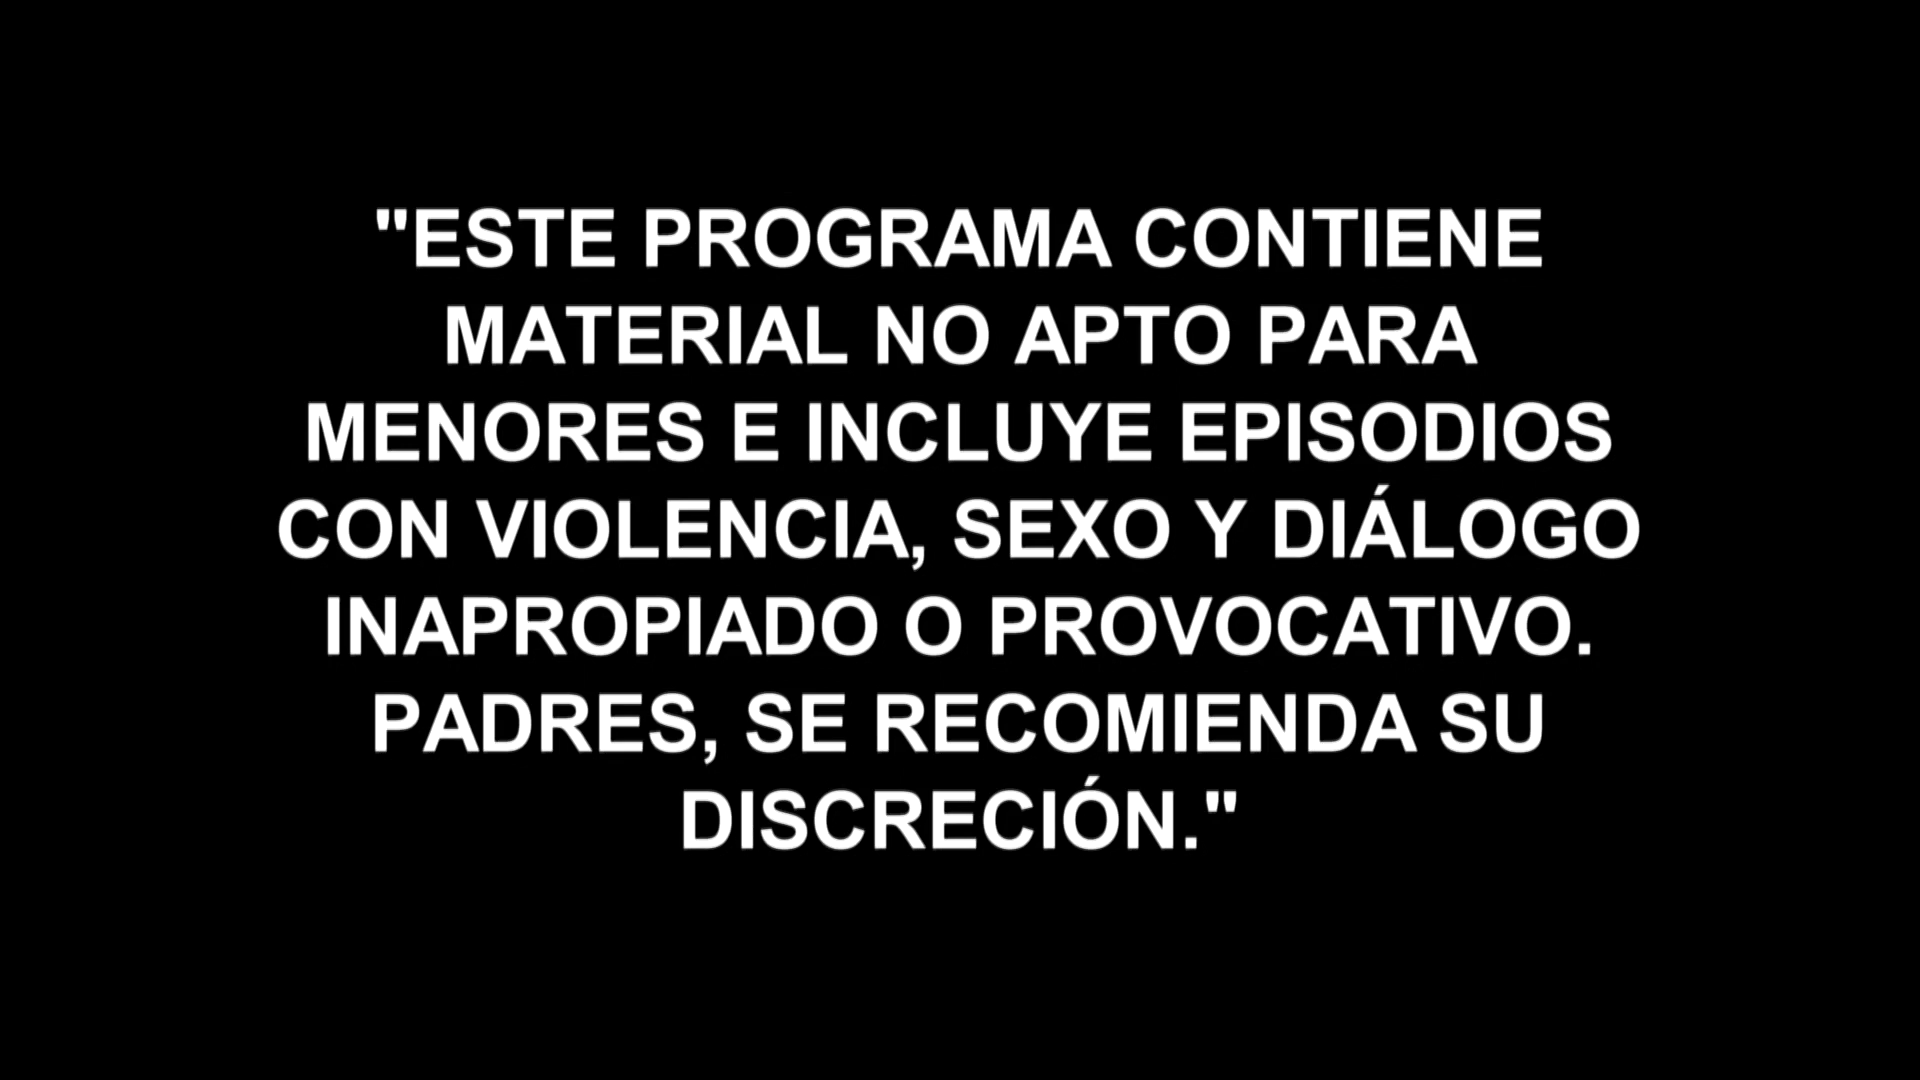 "ESTE PROGRAMA CONTIENE
MATERIAL NO APTO PARA
MENORES E INCLUYE EPISODIOS
CON VIOLENCIA, SEXO Y DIÁLOGO
INAPROPIADO O PROVOCATIVO.
PADRES, SE RECOMIENDA SU
DISCRECIÓN."